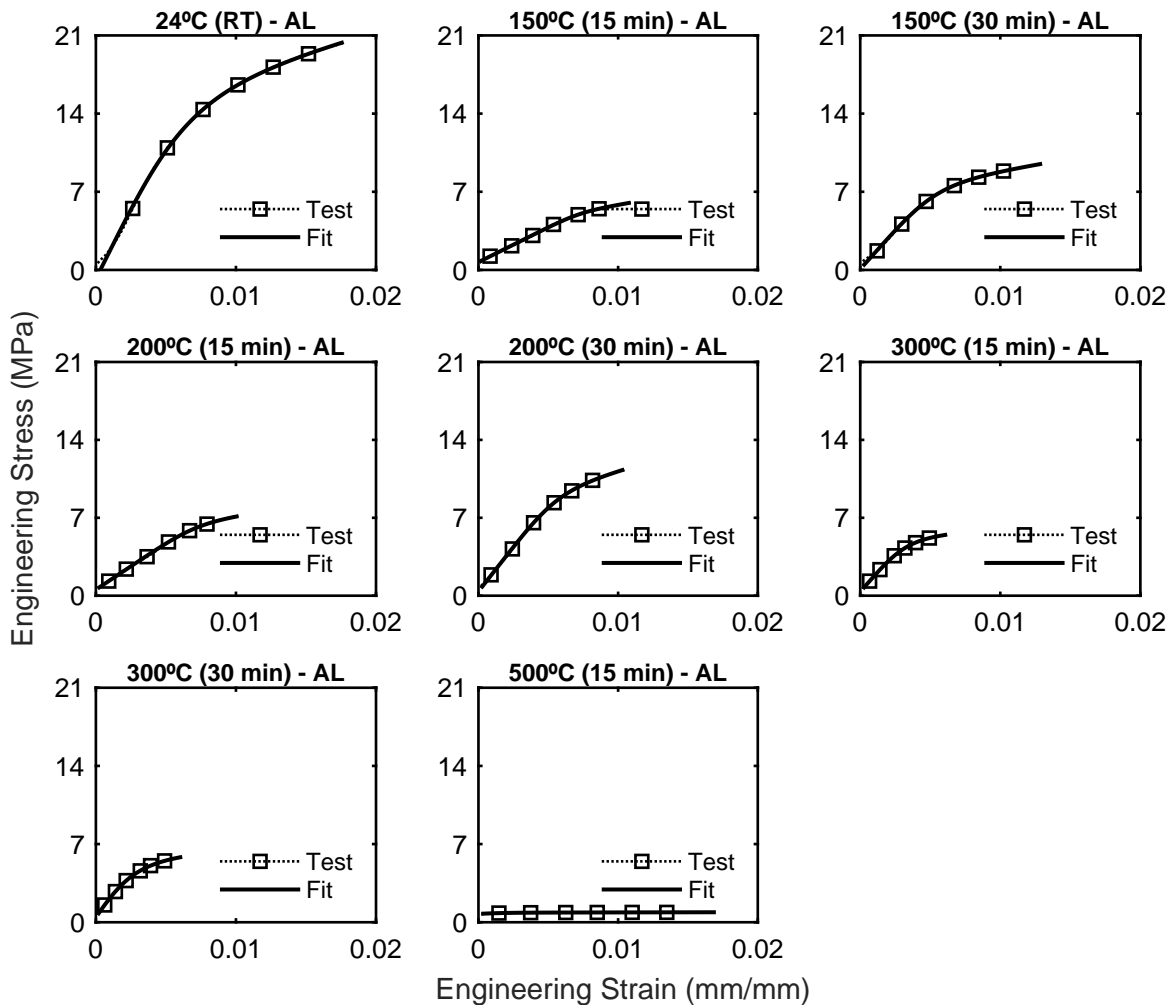 24ºC (RT) - AL
21
14
7
0
0
0.01
0.02
Test
Fit
150ºC (15 min) - AL
21
14
7
0
0
0.01
0.02
Test
Fit
150ºC (30 min) - AL
21
14
7
0
0
0.01
0.02
Test
Fit
Engineering Stress (MPa)
200ºC (15 min) - AL
21
14
7
0
0
0.01
0.02
Test
Fit
200ºC (30 min) - AL
21
14
7
0
0
0.01
0.02
Test
Fit
300ºC (15 min) - AL
21
14
7
0
0
0.01
0.02
Test
Fit
300ºC (30 min) - AL
21
14
7
0
0
0.01
0.02
Test
Fit
500ºC (15 min) - AL
21
14
7
0
0
0.01
0.02
Test
Fit
Engineering Strain (mm/mm)